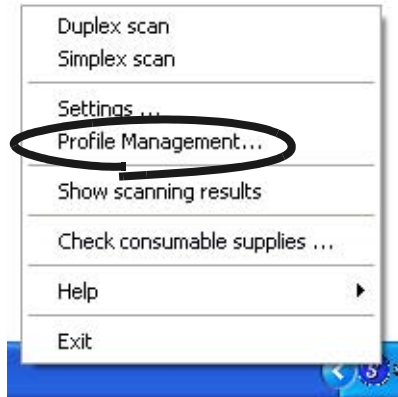 Duplex scan
Simplex scan
Settings ...
Profile Management...
Show scanning results
Check consumable supplies ...
Help
Exit
S